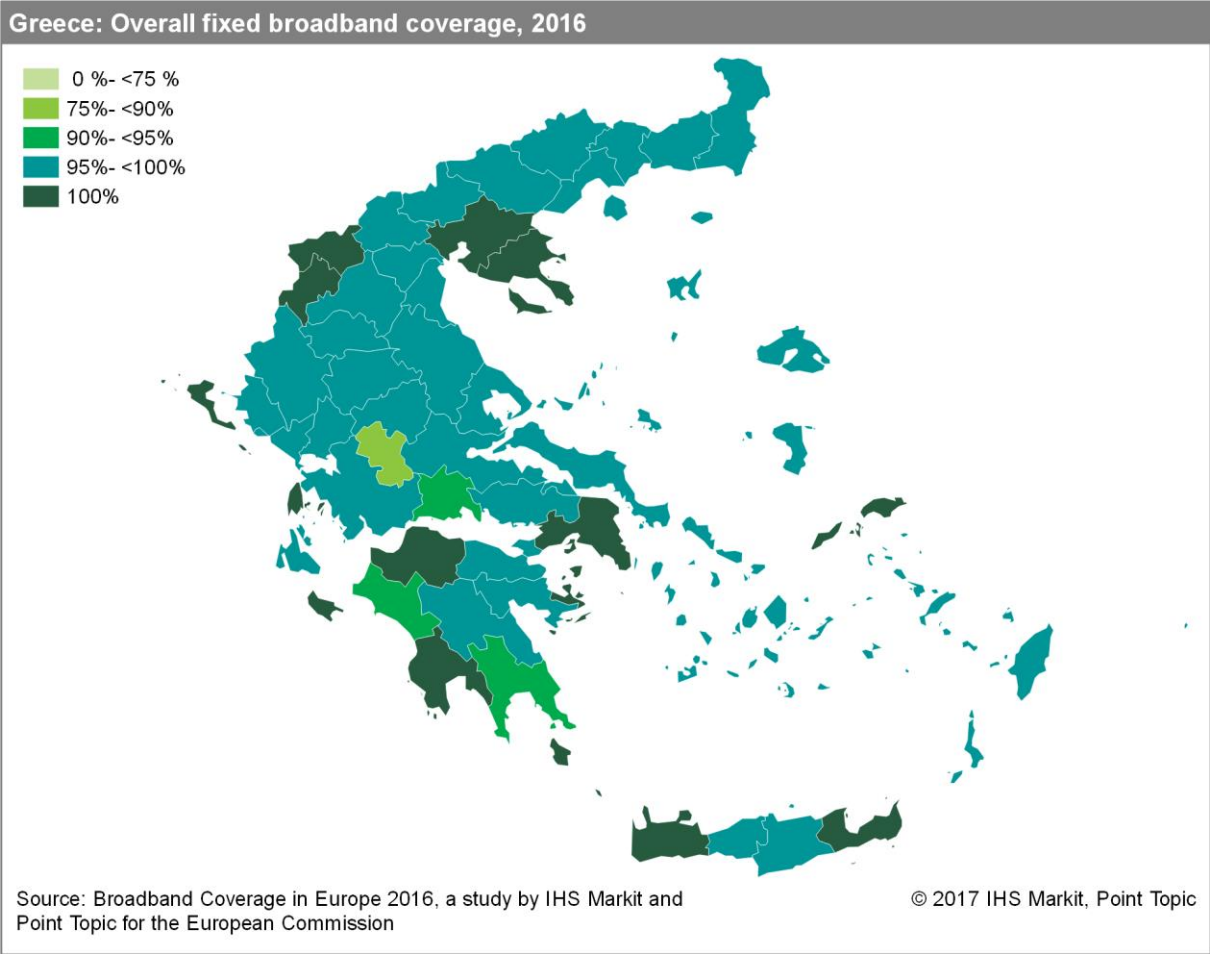 Greece: Overall fixed broadband coverage, 2016
0 %- <75 %
75%- <90%
90%- <95%
95%- <100%
100%
Source: Broadband Coverage in Europe 2016, a study by IHS Markit and
Point Topic for the European Commission
© 2017 IHS Markit, Point Topic